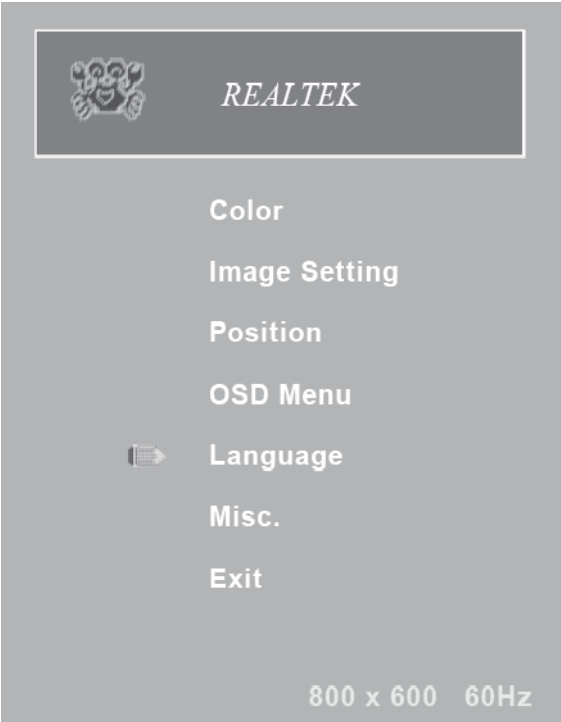 REALTEK
Color
Image Setting
Position
OSD Menu
Language
Misc.
Exit
800 x 600 60Hz